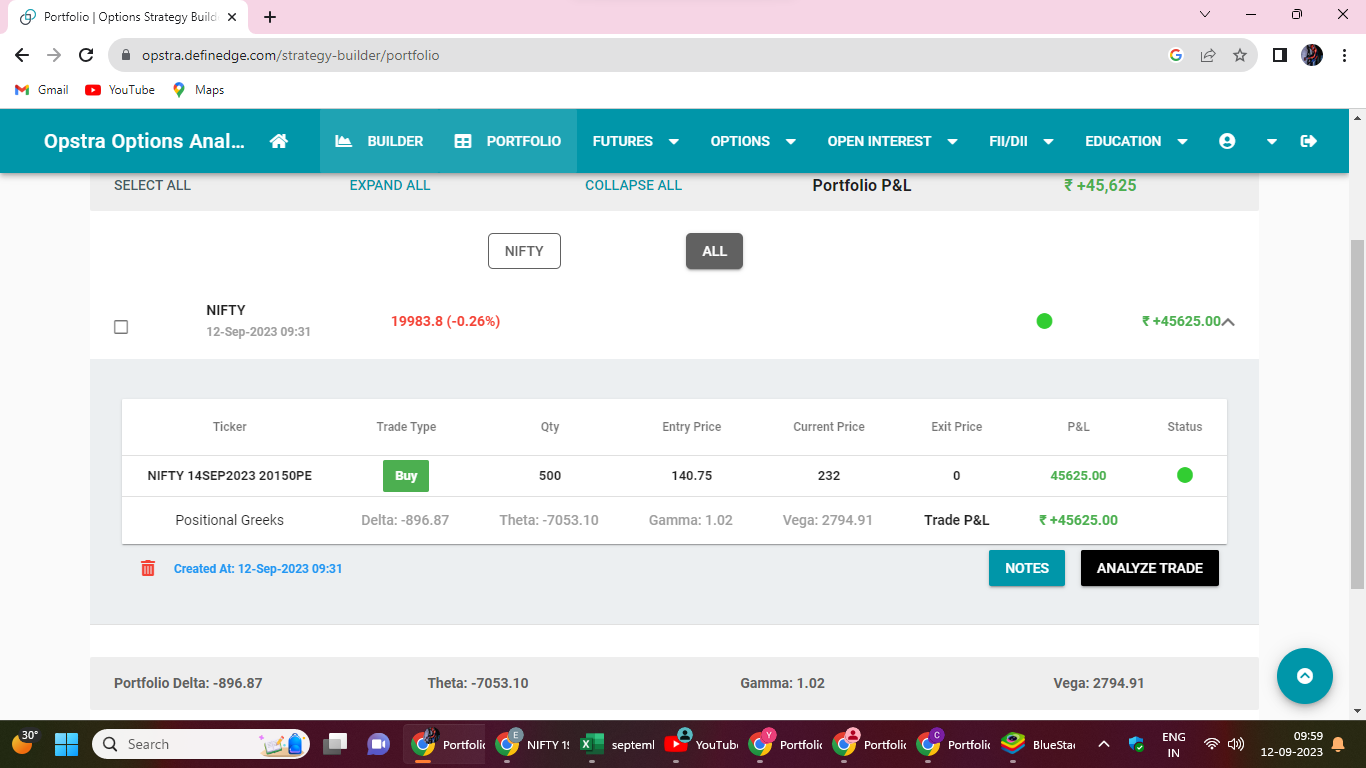 Portfolio | Options Strategy Build
opstra.definedge.com/strategy-builder/portfolio
Gmail YouTube Maps
Opstra Options Anal... BUILDER PORTFOLIO FUTURES OPTIONS OPEN INTEREST FII/DII EDUCATION
SELECT ALL EXPAND ALL COLLAPSE ALL Portfolio P&L ₹ +45,625
NIFTY ALL
NIFTY
12-Sep-2023 09:31
19983.8 (-0.26%) ₹ +45625.00
Ticker Trade Type Qty Entry Price Current Price Exit Price P&L Status
NIFTY 14SEP2023 20150PE Buy 500 140.75 232 0 45625.00
Positional Greeks Delta: -896.87 Theta: -7053.10 Gamma: 1.02 Vega: 2794.91 Trade P&L ₹ +45625.00
Created At: 12-Sep-2023 09:31 NOTES ANALYZE TRADE
Portfolio Delta: -896.87 Theta: -7053.10 Gamma: 1.02 Vega: 2794.91
30° Search Portfolic E NIFTY 19 septeml YouTub Y Portfolic Portfolic C Portfolic BlueSta
ENG
IN
09:59
12-09-2023